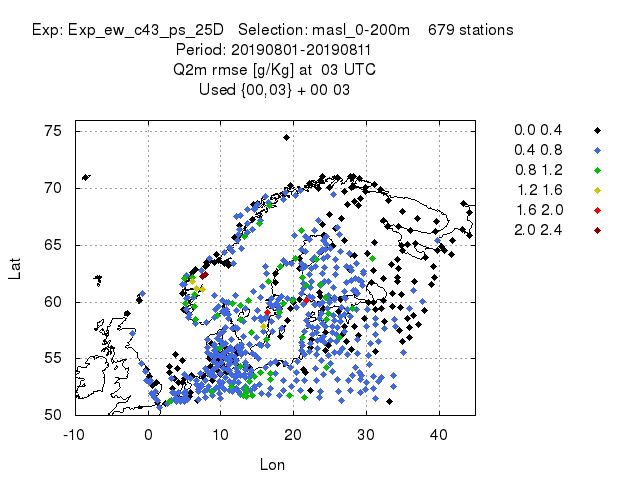 Exp: Exp_ew_c43_ps_25D   Selection: masl_0-200m    679 stations
Period: 20190801-20190811
Q2m rmse [g/Kg] at  03 UTC
Used {00,03} + 00 03
0.0 0.4
0.4 0.8
0.8 1.2
1.2 1.6
1.6 2.0
2.0 2.4
75
70
65
60
55
50
Lat
-10 0 10 20 30 40
Lon